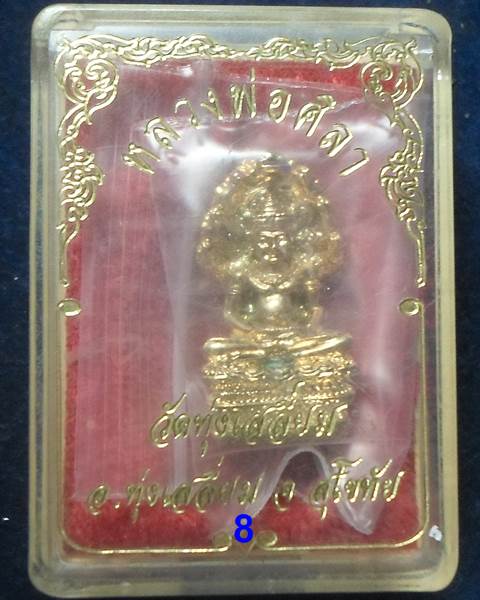 หลวงพ่อศิลา
วัดทุ่งเสลี่ยม
อ.ทุ่งเสลี่ยม จ สุโขทัย
8